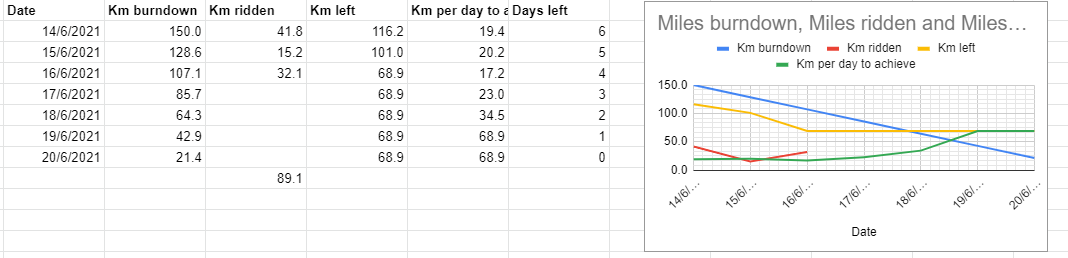 Date Km burndown Km ridden Km left Km per day to a Days left
14/6/2021 150.0 41.8 116.2 19.4 6
15/6/2021 128.6 15.2 101.0 20.2 5
16/6/2021 107.1 32.1 68.9 17.2 4
17/6/2021 85.7 68.9 23.0 3
18/6/2021 64.3 68.9 34.5 2
19/6/2021 42.9 68.9 68.9 1
20/6/2021 21.4 68.9 68.9 0
89.1
Miles burndown, Miles ridden and Miles…
Km burndown Km ridden Km left
Km per day to achieve
150.0
100.0
50.0
0.0
14/6/… 15/6/… 16/6/… 17/6/… 18/6/… 19/6/… 20/6/…
Date